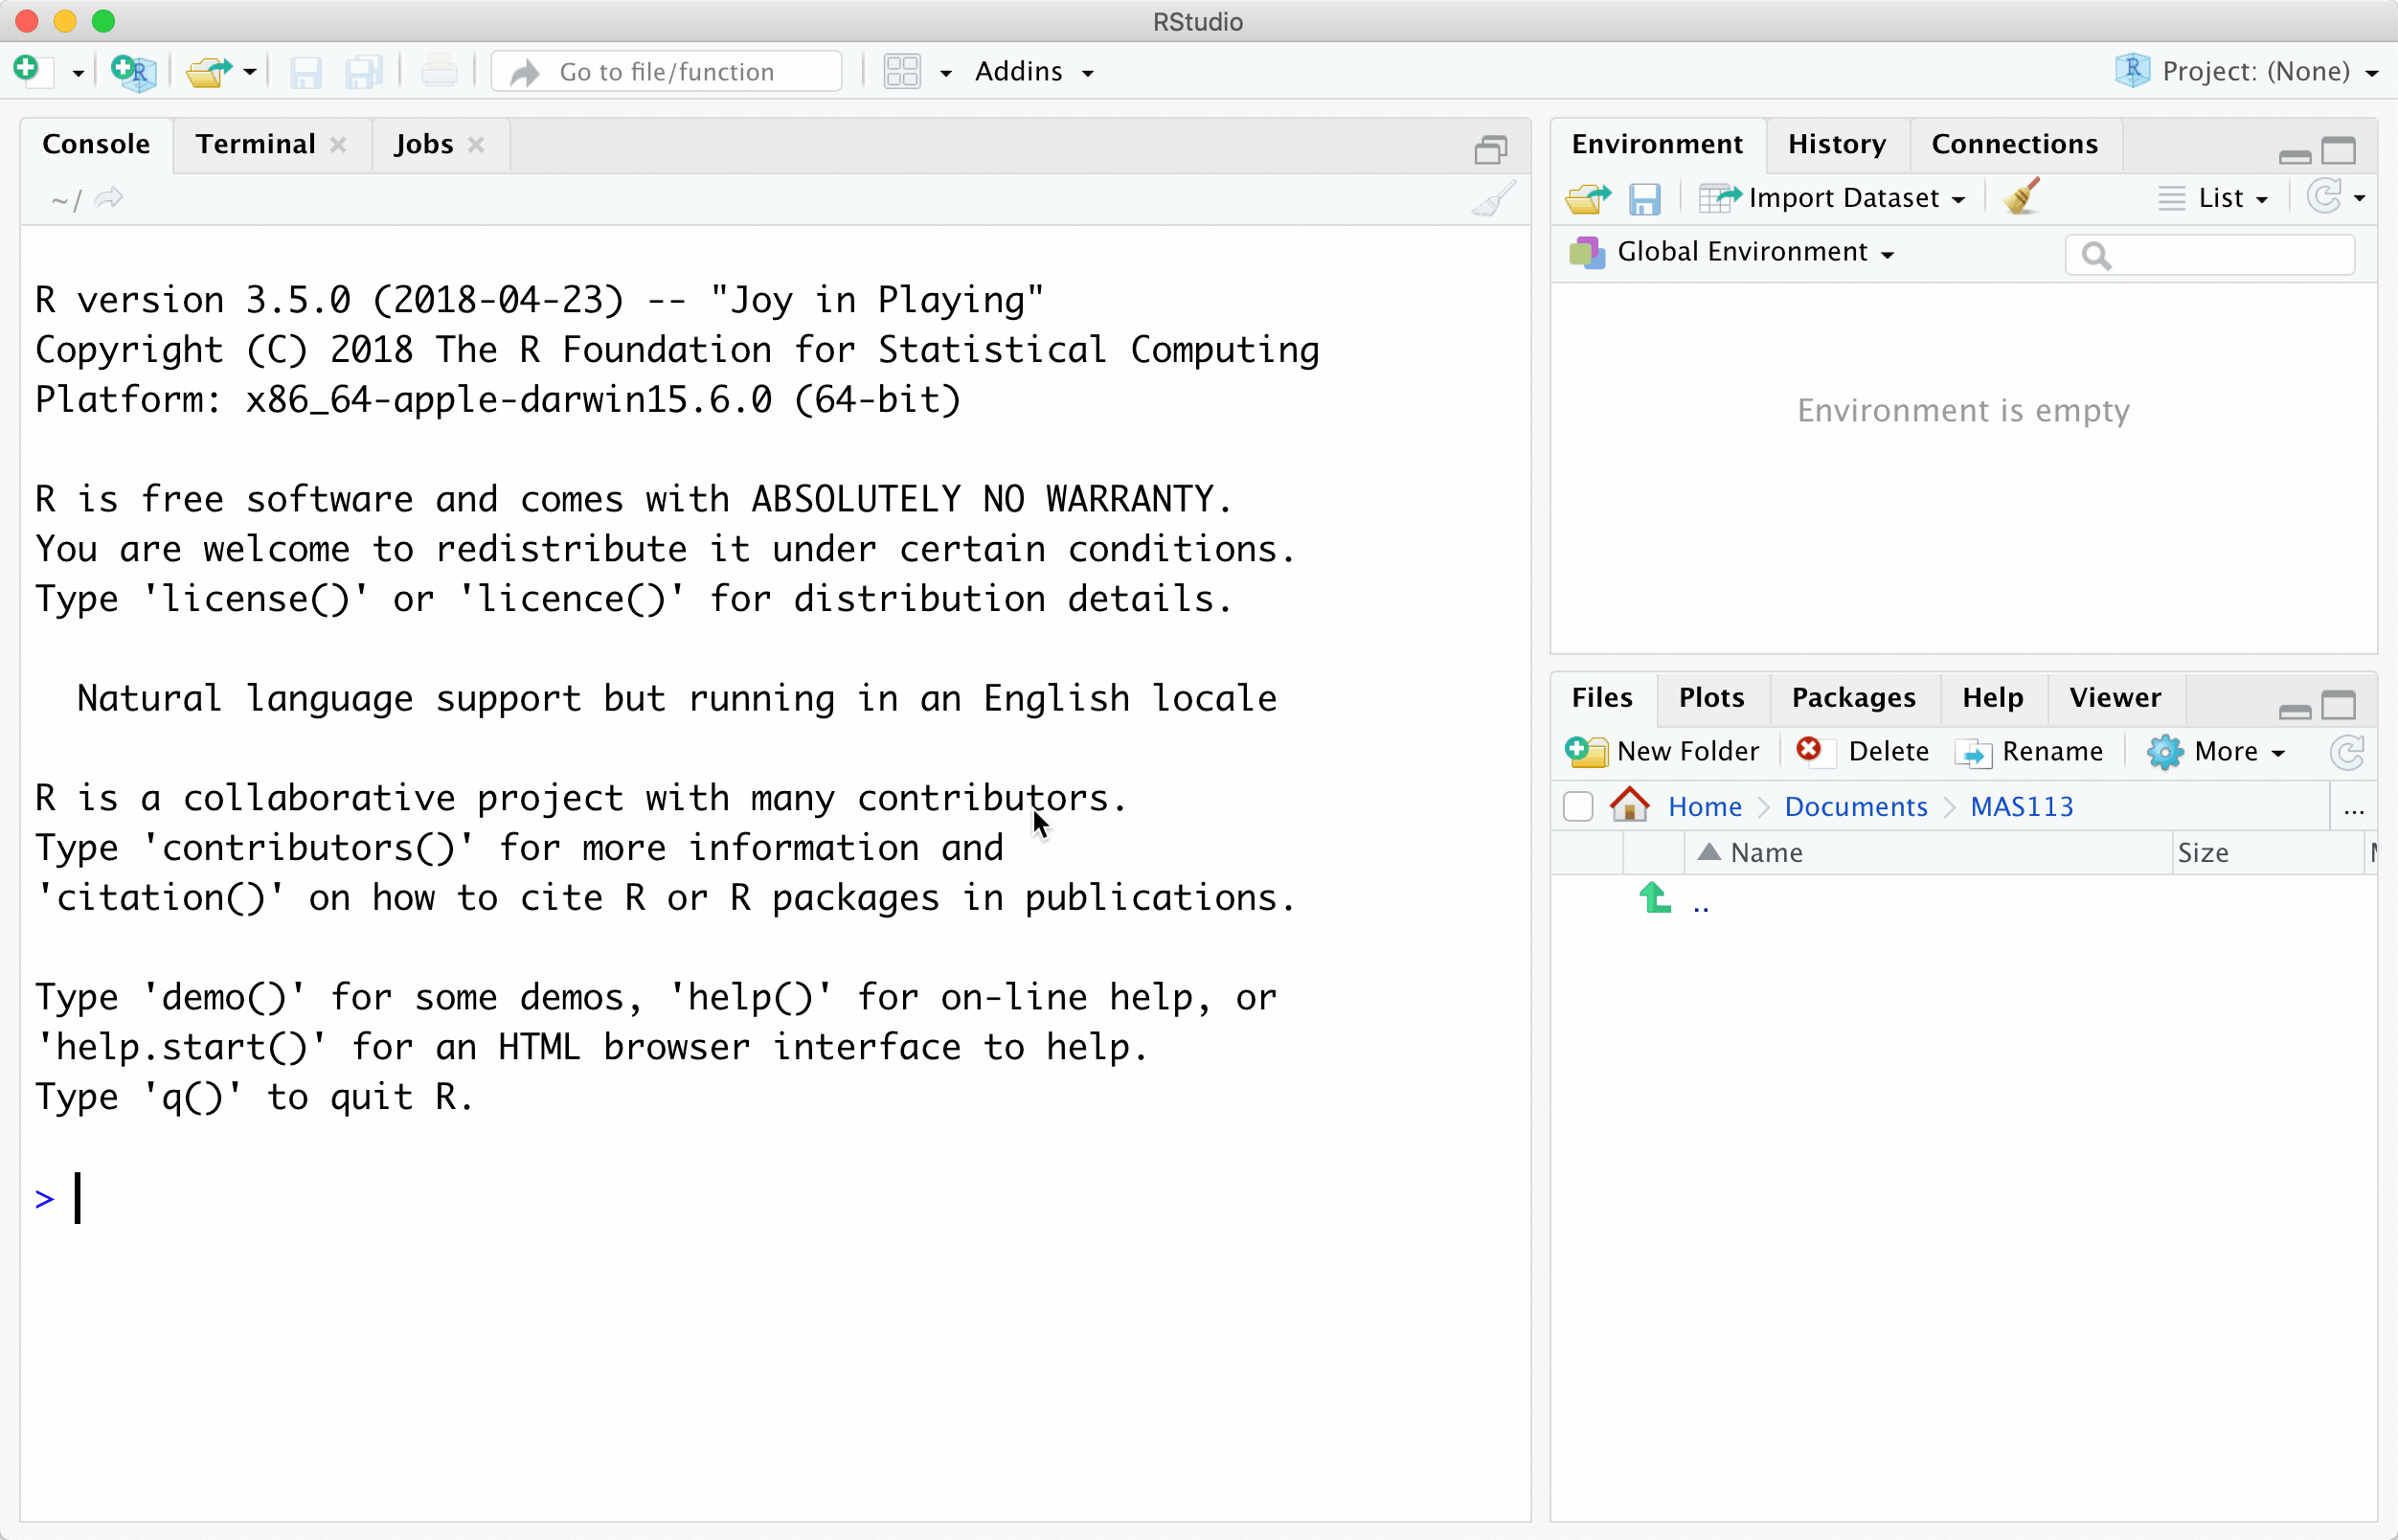 RStudio
Go to file/function
Addins
Project: (None)
Console Terminal Jobs
~/
R version 3.5.0 (2018-04-23) -- "Joy in Playing"
Copyright (C) 2018 The R Foundation for Statistical Computing
Platform: x86_64-apple-darwin15.6.0 (64-bit)
R is free software and comes with ABSOLUTELY NO WARRANTY.
You are welcome to redistribute it under certain conditions.
Type 'license()' or 'licence()' for distribution details.
Natural language support but running in an English locale
R is a collaborative project with many contributors.
Type 'contributors()' for more information and
'citation()' on how to cite R or R packages in publications.
Type 'demo()' for some demos, 'help()' for on-line help, or
'help.start()' for an HTML browser interface to help.
Type 'q()' to quit R.
>
Environment History Connections
Import Dataset List
Global Environment
Environment is empty
Files Plots Packages Help Viewer
New Folder Delete Rename More
Home Documents MAS113 ...
Name Size
..